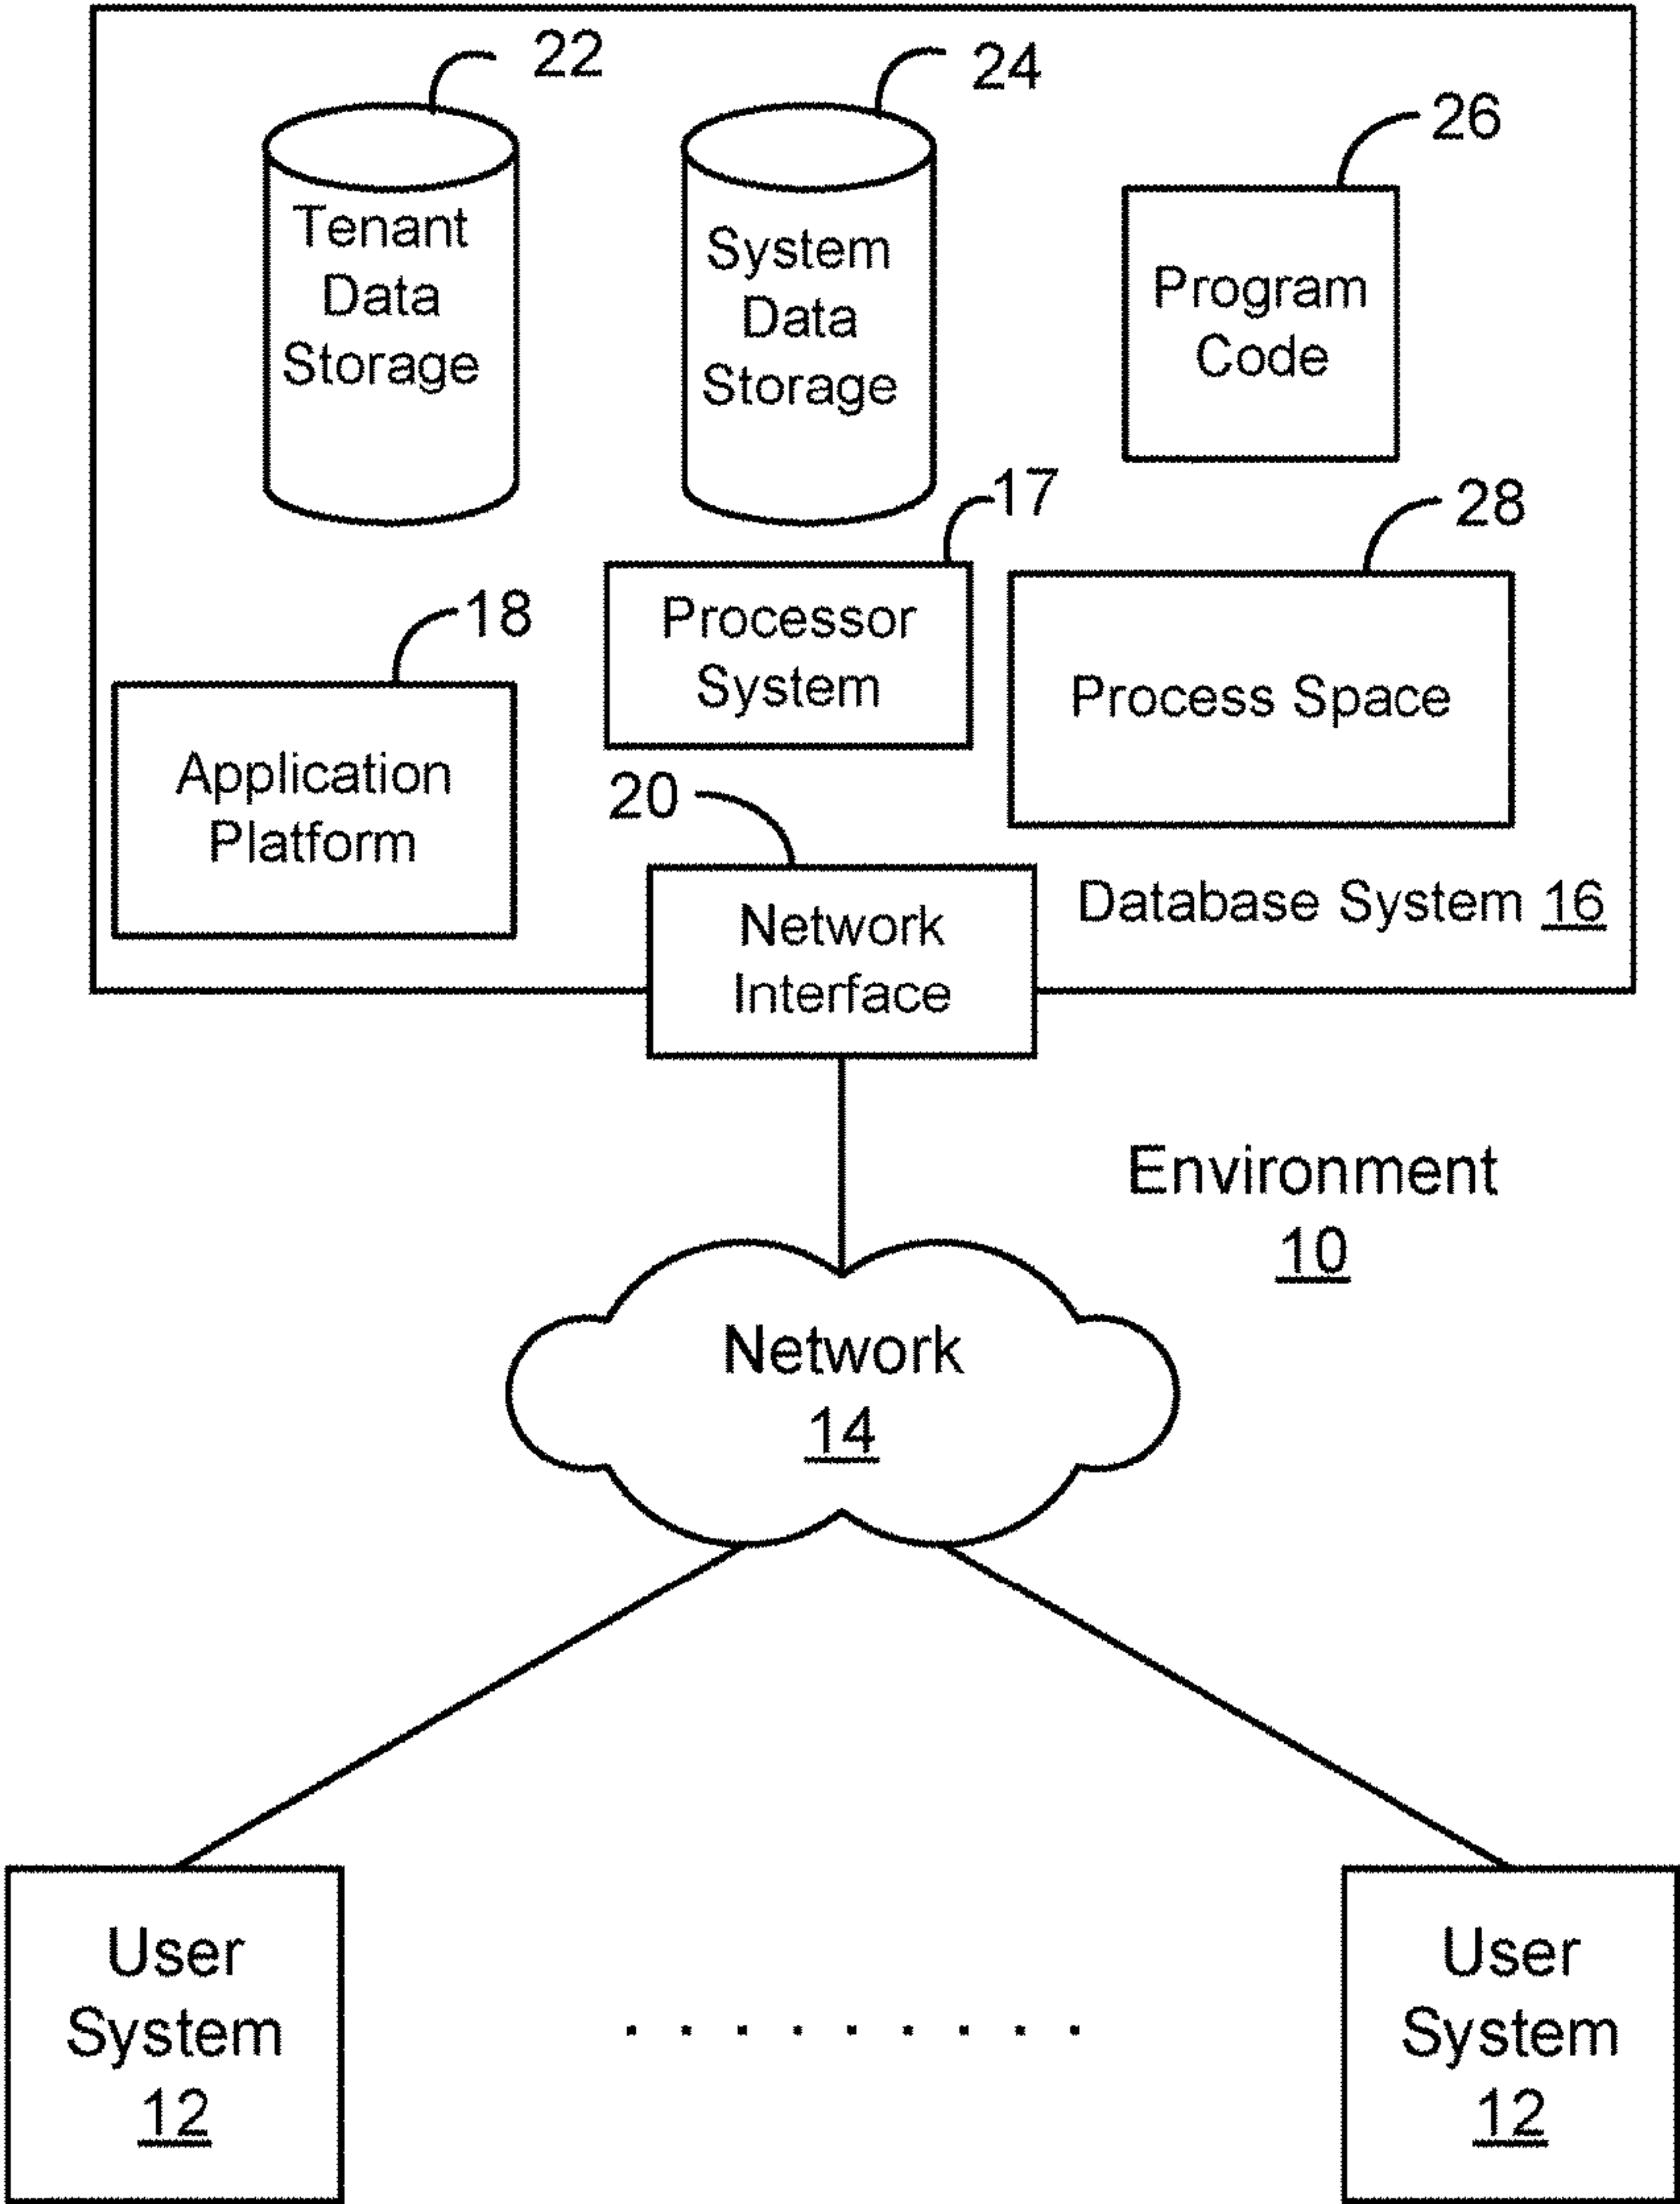 22
24
26
Tenant
Data
Storage
System
Data
Storage
Program
Code
17
28
18
Processor
System
Process Space
Application
Platform
20
Network
Interface
Database System 16
Environment
10
Network
14
User
System
12
. . . . . . . . .
User
System
12